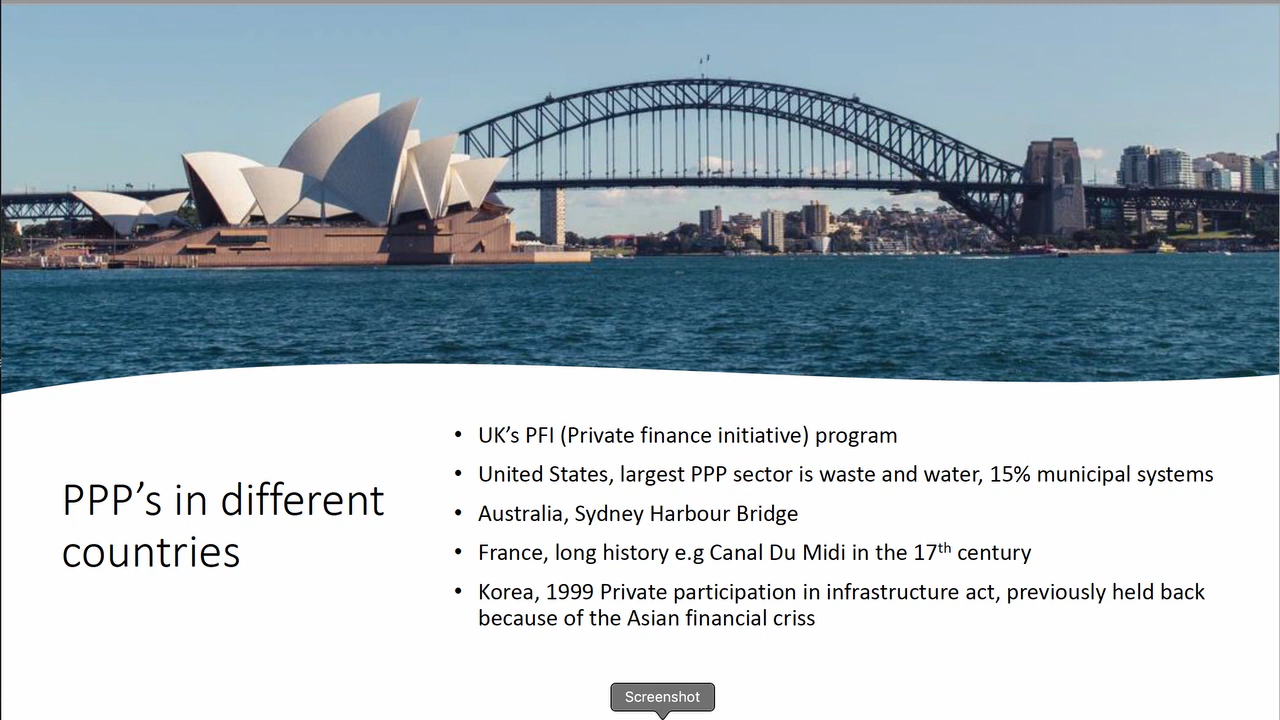 PPP’s in different
countries
• UK’s PFI (Private finance initiative) program
• United States, largest PPP sector is waste and water, 15% municipal systems
• Australia, Sydney Harbour Bridge
• France, long history e.g Canal Du Midi in the 17th century
• Korea, 1999 Private participation in infrastructure act, previously held back
because of the Asian financial criss
Screenshot